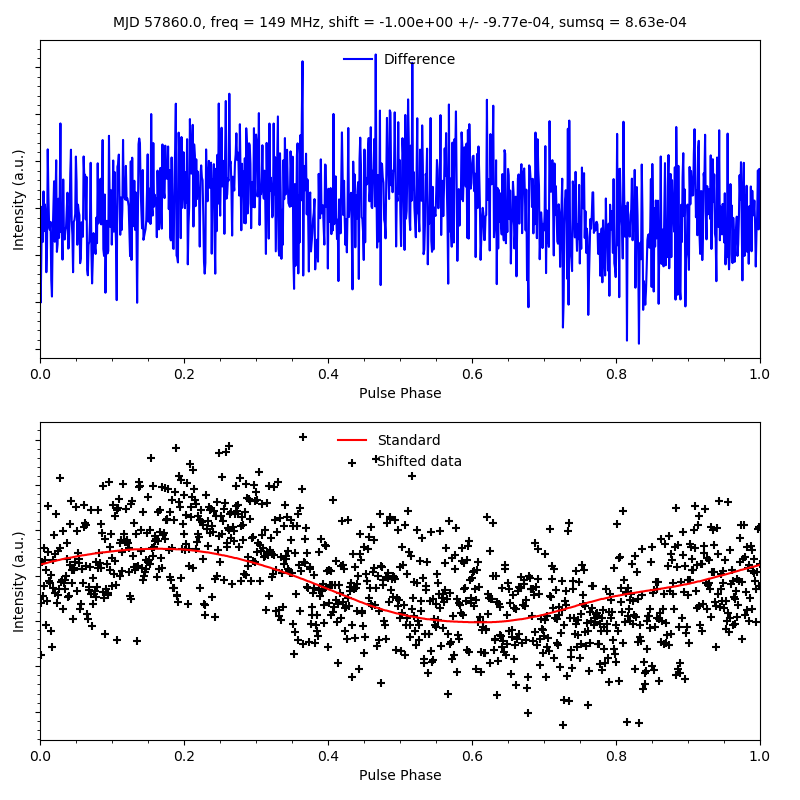 MJD 57860.0, freq = 149 MHz, shift = -1.00e+00 +/- -9.77e-04, sumsq = 8.63e-04
Difference
Intensity (a.u.)
0.0 0.2 0.4 0.6 0.8 1.0
Pulse Phase
Standard
Shifted data
Intensity (a.u.)
0.0 0.2 0.4 0.6 0.8 1.0
Pulse Phase